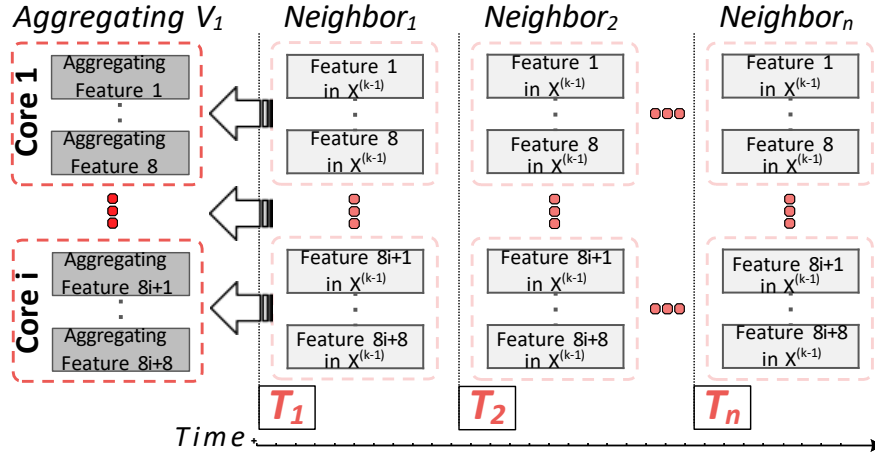 Aggregating V1 Neighbor1 Neighbor2 Neighborn
Core 1
Aggregating
Feature 1
Aggregating
Feature 8
Feature 1
in X(k-1)
Feature 8
in X(k-1)
Feature 1
in X(k-1)
Feature 8
in X(k-1)
Feature 1
in X(k-1)
Feature 8
in X(k-1)
Core i
Aggregating
Feature 8i+1
Aggregating
Feature 8i+8
Feature 8i+1
in X(k-1)
Feature 8i+8
in X(k-1)
Feature 8i+1
in X(k-1)
Feature 8i+8
in X(k-1)
Feature 8i+1
in X(k-1)
Feature 8i+8
in X(k-1)
T1 T2 Tn
Time